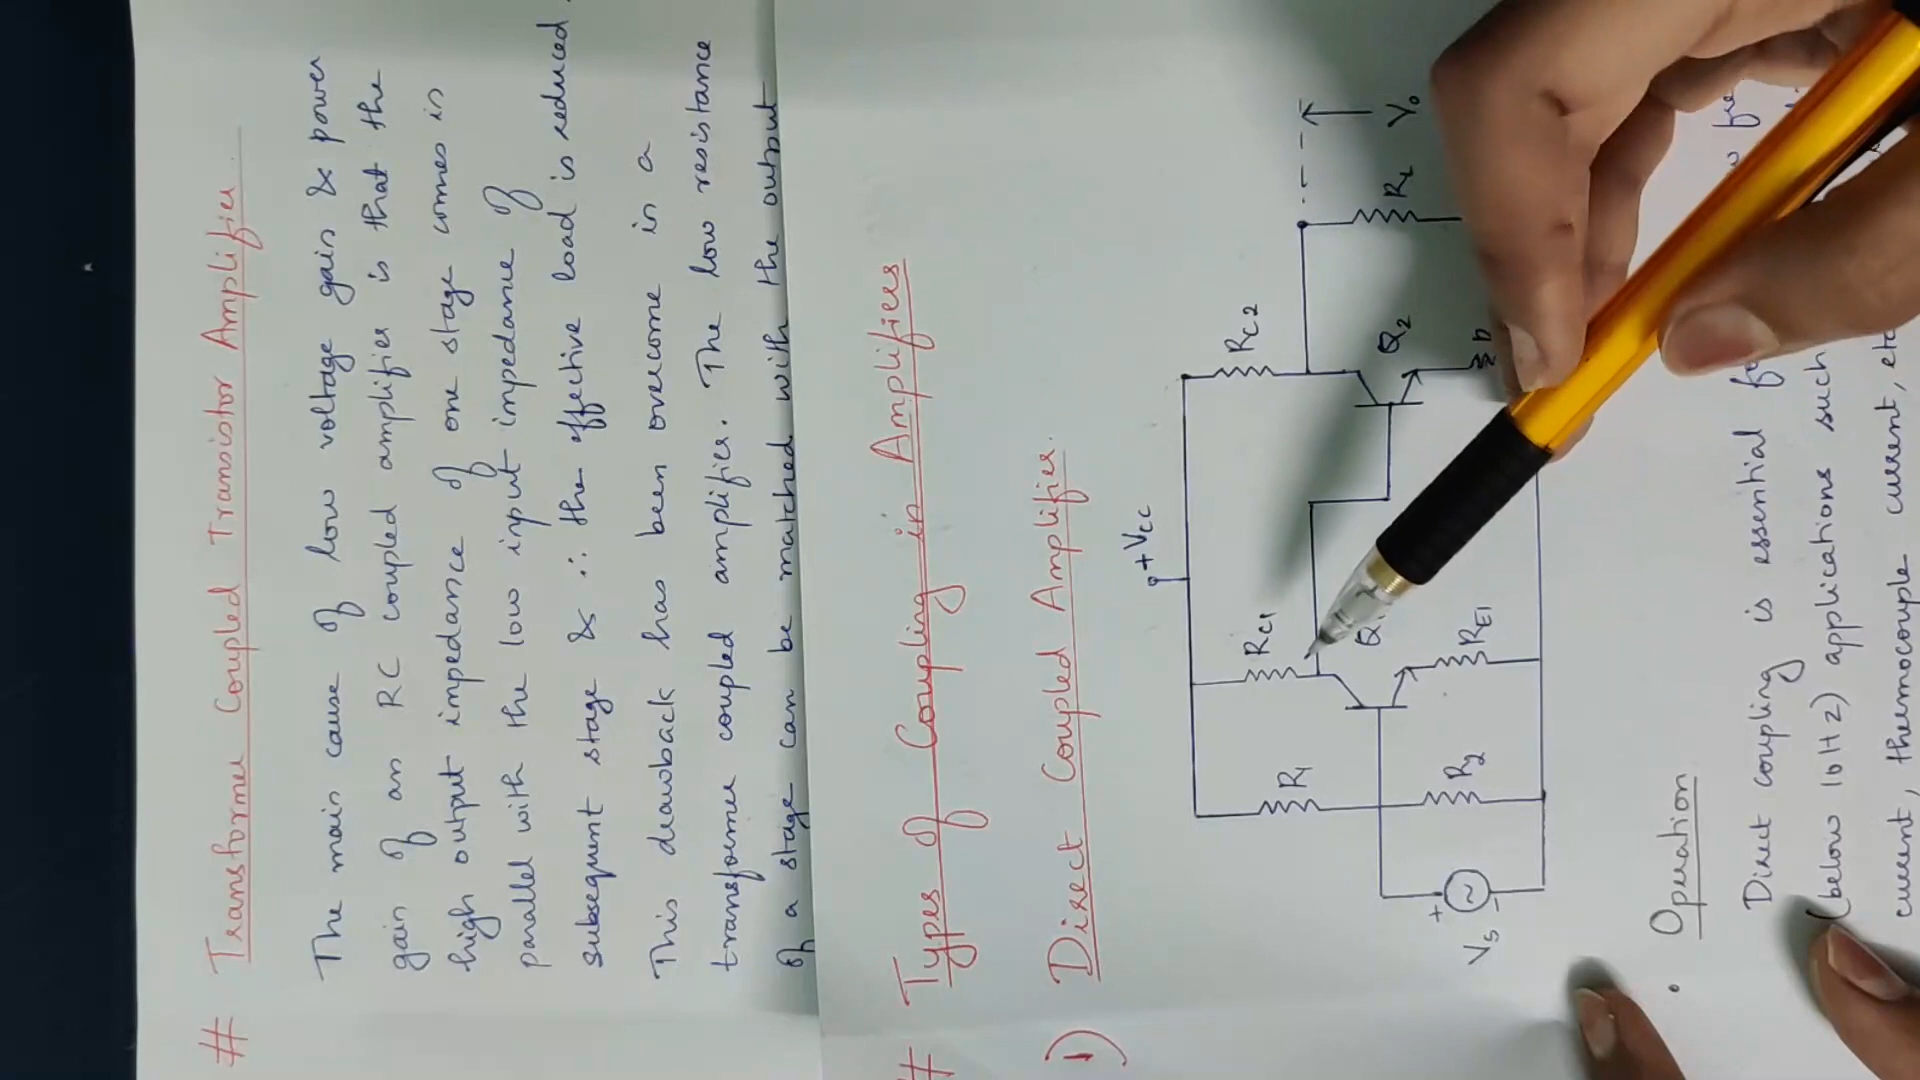 # Transformer Coupled Transistor Amplifier
The main cause of low voltage gain & power
gain of an RC coupled amplifier is that the
high output impedance of one stage comes in
parallel with the low input impedance of
subsequent stage & ∴ the effective load is reduced.
This drawback has been overcome in a
transformer coupled amplifier. The low resistance
of a stage can be matched with the output
# Types of Coupling in Amplifiers
1) Direct Coupled Amplifier.
+VCC
R1
RC1
RC2
Q2
R2
RE1
RL
Vo
+
VS
-
• Operation
Direct coupling is essential
(below 10Hz) applications such
current, thermocouple current, etc